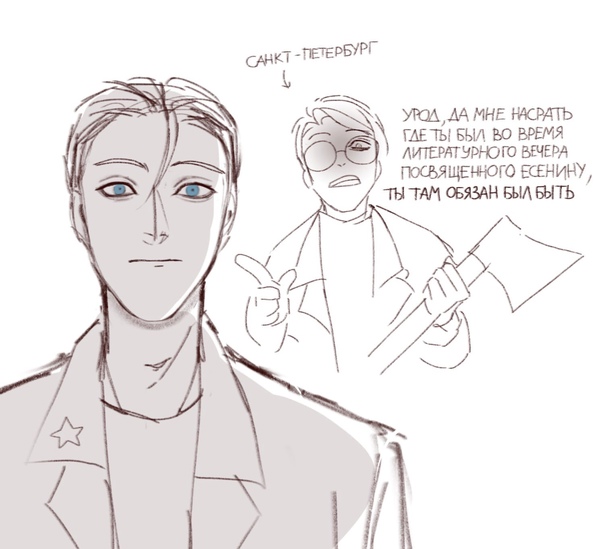 САНКТ-ПЕТЕРБУРГ
УРОД, ДА МНЕ НАСРАТЬ
ГДЕ ТЫ БЫЛ ВО ВРЕМЯ
ЛИТЕРАТУРНОГО ВЕЧЕРА
ПОСВЯЩЕННОГО ЕСЕНИНУ,
ТЫ ТАМ ОБЯЗАН БЫЛ БЫТЬ